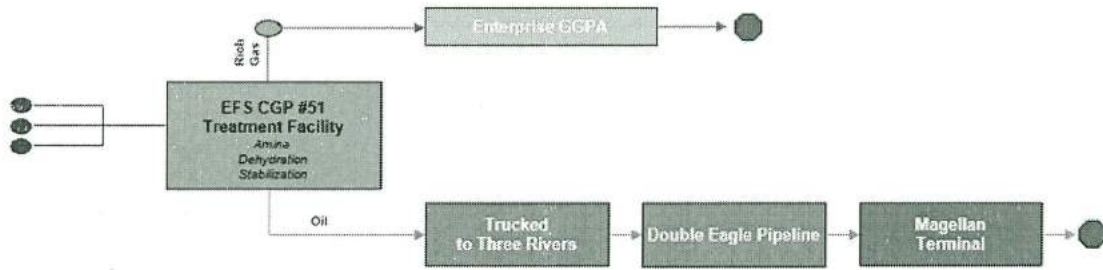 Enterprise GGPA
Rich
Gas
EFS CGP #51
Treatment Facility
Amine
Dehydration
Stabilization
Oil
Trucked
to Three Rivers
Double Eagle Pipeline
Magellan
Terminal